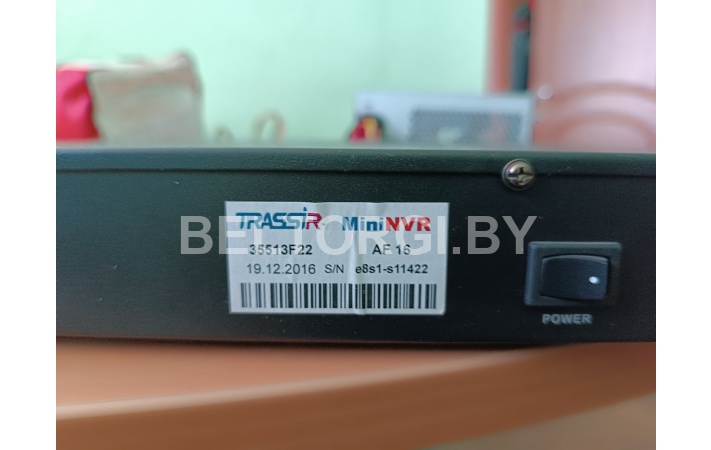 TRASSIR MiniNVR
35513F22 AF 16
BELTORGI.BY
19.12.2016 S/N e8s1-s11422
POWER